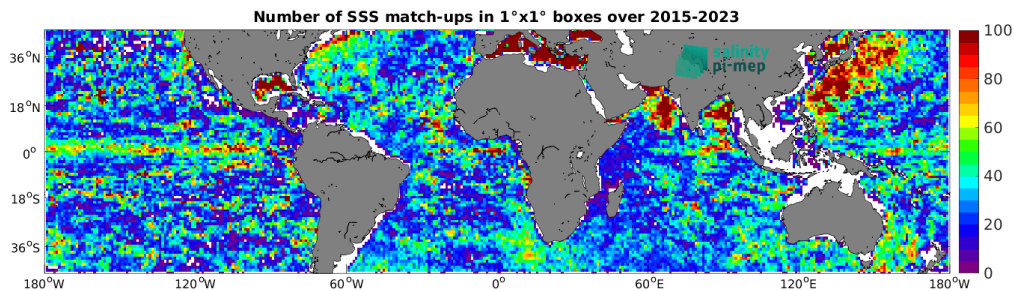 Number of SSS match-ups in 1°x1° boxes over 2015-2023
salinity
pi-mep
36°N
18°N
0°
18°S
36°S
180°W
120°W
60°W
0°
60°E
120°E
180°W
100
80
60
40
20
0